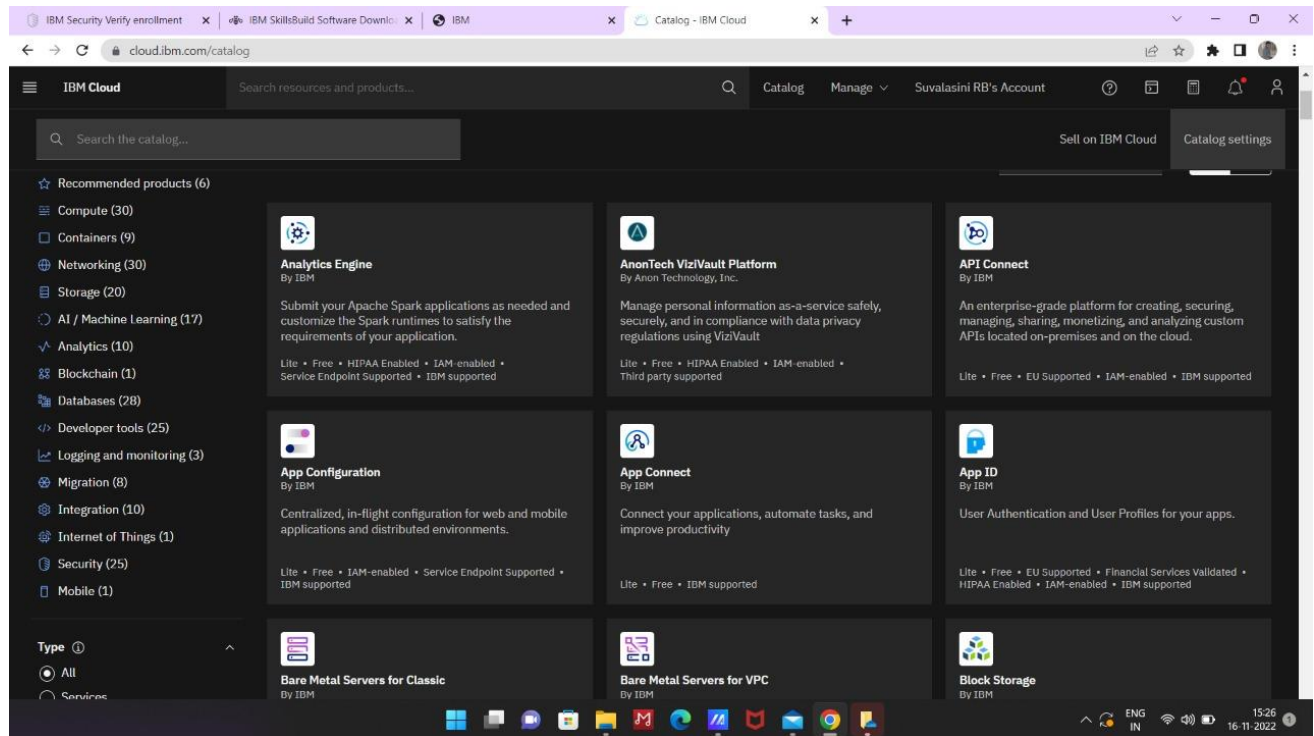 IBM Security Verify enrollment
IBM SkillsBuild Software Downlo
IBM
Catalog - IBM Cloud
cloud.ibm.com/catalog
IBM Cloud
Search resources and products...
Catalog
Manage
Suvalasini RB's Account
Search the catalog...
Sell on IBM Cloud
Catalog settings
Recommended products (6)
Compute (30)
Containers (9)
Networking (30)
Storage (20)
AI / Machine Learning (17)
Analytics (10)
Blockchain (1)
Databases (28)
Developer tools (25)
Logging and monitoring (3)
Migration (8)
Integration (10)
Internet of Things (1)
Security (25)
Mobile (1)
Type
All
Services
Analytics Engine
By IBM
Submit your Apache Spark applications as needed and
customize the Spark runtimes to satisfy the
requirements of your application.
Lite • Free • HIPAA Enabled • IAM-enabled •
Service Endpoint Supported • IBM supported
AnonTech ViziVault Platform
By Anon Technology, Inc.
Manage personal information as-a-service safely,
securely, and in compliance with data privacy
regulations using ViziVault
Lite • Free • HIPAA Enabled • IAM-enabled •
Third party supported
API Connect
By IBM
An enterprise-grade platform for creating, securing,
managing, sharing, monetizing, and analyzing custom
APIs located on-premises and on the cloud.
Lite • Free • EU Supported • IAM-enabled • IBM supported
App Configuration
By IBM
Centralized, in-flight configuration for web and mobile
applications and distributed environments.
Lite • Free • IAM-enabled • Service Endpoint Supported •
IBM supported
App Connect
By IBM
Connect your applications, automate tasks, and
improve productivity
Lite • Free • IBM supported
App ID
By IBM
User Authentication and User Profiles for your apps.
Lite • Free • EU Supported • Financial Services Validated •
HIPAA Enabled • IAM-enabled • IBM supported
Bare Metal Servers for Classic
By IBM
Bare Metal Servers for VPC
By IBM
Block Storage
By IBM
ENG
IN
15:26
16-11-2022
1